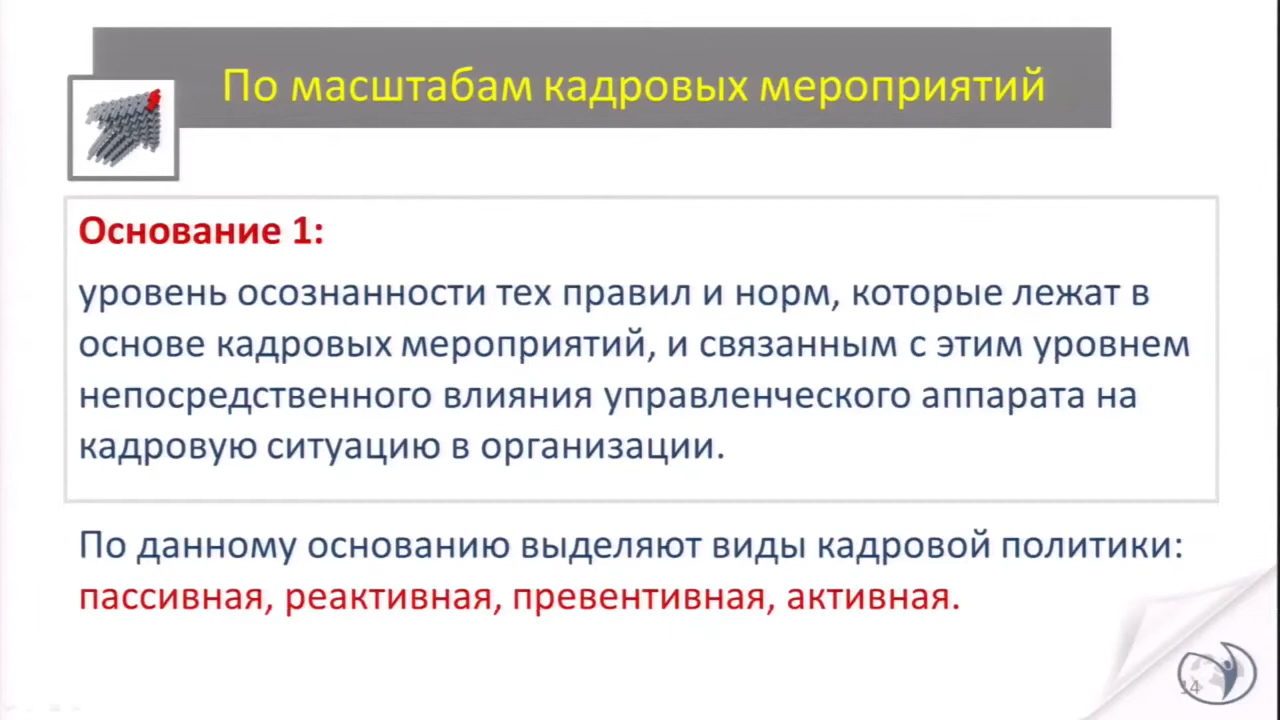 По масштабам кадровых мероприятий
Основание 1:
уровень осознанности тех правил и норм, которые лежат в
основе кадровых мероприятий, и связанным с этим уровнем
непосредственного влияния управленческого аппарата на
кадровую ситуацию в организации.
По данному основанию выделяют виды кадровой политики:
пассивная, реактивная, превентивная, активная.
14